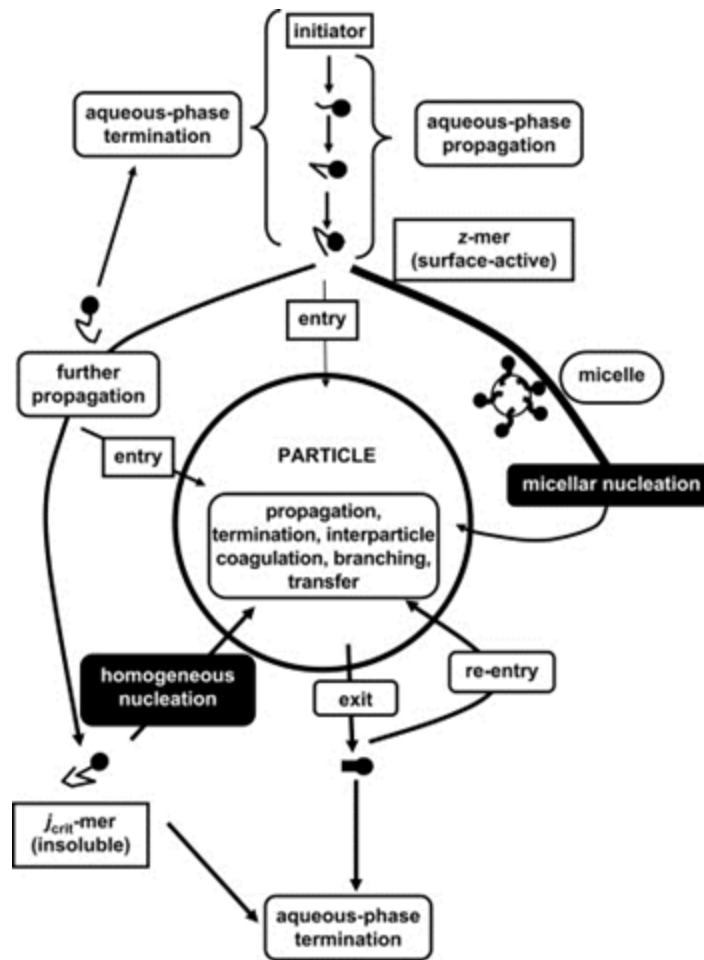 initiator
aqueous-phase
termination
aqueous-phase
propagation
z-mer
(surface-active)
entry
further
propagation
micelle
entry
PARTICLE
micellar nucleation
propagation,
termination, interparticle
coagulation, branching,
transfer
homogeneous
nucleation
exit
re-entry
jcrit-mer
(insoluble)
aqueous-phase
termination